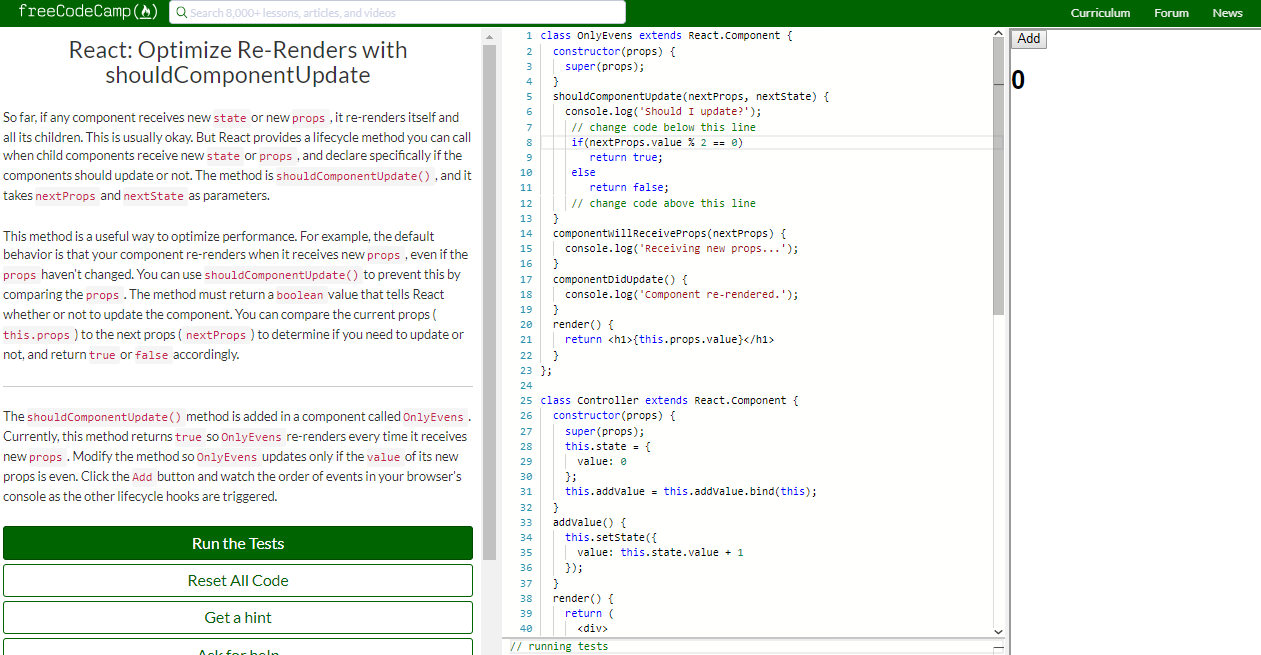 freeCodeCamp
Search 8,000+ lessons, articles, and videos
Curriculum
Forum
News
React: Optimize Re-Renders with
shouldComponentUpdate
So far, if any component receives new state or new props , it re-renders itself and
all its children. This is usually okay. But React provides a lifecycle method you can call
when child components receive new state or props , and declare specifically if the
components should update or not. The method is shouldComponentUpdate() , and it
takes nextProps and nextState as parameters.
This method is a useful way to optimize performance. For example, the default
behavior is that your component re-renders when it receives new props , even if the
props haven't changed. You can use shouldComponentUpdate() to prevent this by
comparing the props . The method must return a boolean value that tells React
whether or not to update the component. You can compare the current props (
this.props ) to the next props ( nextProps ) to determine if you need to update or
not, and return true or false accordingly.
The shouldComponentUpdate() method is added in a component called OnlyEvens .
Currently, this method returns true so OnlyEvens re-renders every time it receives
new props . Modify the method so OnlyEvens updates only if the value of its new
props is even. Click the Add button and watch the order of events in your browser's
console as the other lifecycle hooks are triggered.
Run the Tests
Reset All Code
Get a hint
Ask for help
1 class OnlyEvens extends React.Component {
2 constructor(props) {
3 super(props);
4 }
5 shouldComponentUpdate(nextProps, nextState) {
6 console.log('Should I update?');
7 // change code below this line
8 if(nextProps.value % 2 == 0)
9 return true;
10 else
11 return false;
12 // change code above this line
13 }
14 componentWillReceiveProps(nextProps) {
15 console.log('Receiving new props...');
16 }
17 componentDidUpdate() {
18 console.log('Component re-rendered.');
19 }
20 render() {
21 return <h1>{this.props.value}</h1>
22 }
23 };
24
25 class Controller extends React.Component {
26 constructor(props) {
27 super(props);
28 this.state = {
29 value: 0
30 };
31 this.addValue = this.addValue.bind(this);
32 }
33 addValue() {
34 this.setState({
35 value: this.state.value + 1
36 });
37 }
38 render() {
39 return (
40 <div>
// running tests
Add
0